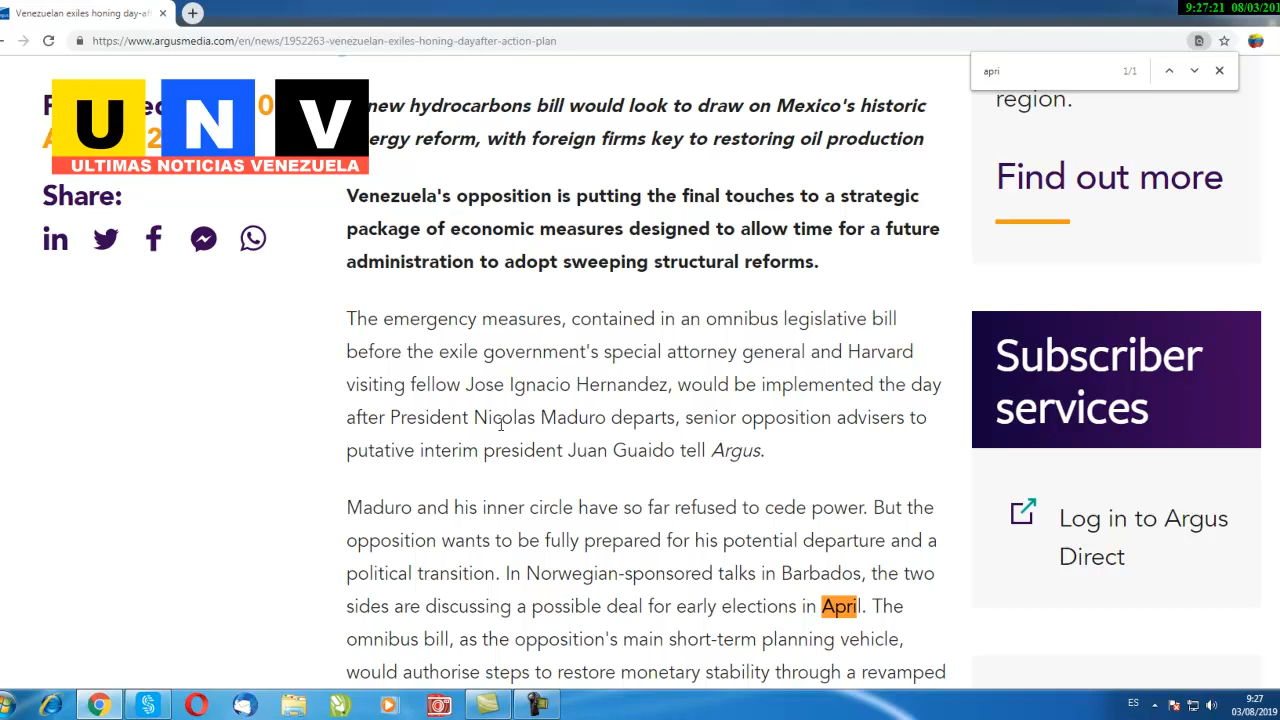 Venezuelan exiles honing day-af
9:27:21 08/03/201
https://www.argusmedia.com/en/news/1952263-venezuelan-exiles-honing-dayafter-action-plan
apri
1/1
U N V
ULTIMAS NOTICIAS VENEZUELA
Share:
new hydrocarbons bill would look to draw on Mexico's historic
ergy reform, with foreign firms key to restoring oil production
Venezuela's opposition is putting the final touches to a strategic
package of economic measures designed to allow time for a future
administration to adopt sweeping structural reforms.
The emergency measures, contained in an omnibus legislative bill
before the exile government's special attorney general and Harvard
visiting fellow Jose Ignacio Hernandez, would be implemented the day
after President Nicolas Maduro departs, senior opposition advisers to
putative interim president Juan Guaido tell Argus.
Maduro and his inner circle have so far refused to cede power. But the
opposition wants to be fully prepared for his potential departure and a
political transition. In Norwegian-sponsored talks in Barbados, the two
sides are discussing a possible deal for early elections in April. The
omnibus bill, as the opposition's main short-term planning vehicle,
would authorise steps to restore monetary stability through a revamped
region.
Find out more
Subscriber
services
Log in to Argus
Direct
ES
9:27
03/08/2019